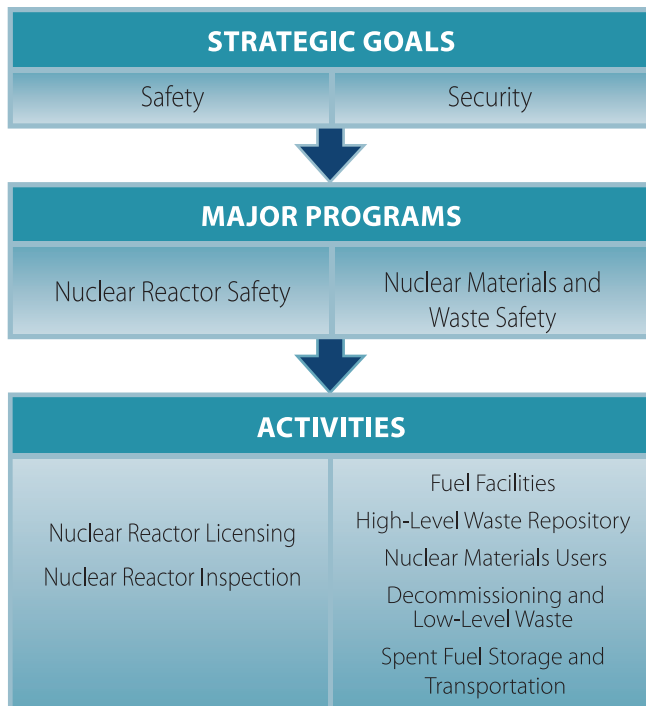 STRATEGIC GOALS
Safety
Security
MAJOR PROGRAMS
Nuclear Reactor Safety
Nuclear Materials and
Waste Safety
ACTIVITIES
Nuclear Reactor Licensing
Nuclear Reactor Inspection
Fuel Facilities
High-Level Waste Repository
Nuclear Materials Users
Decommissioning and
Low-Level Waste
Spent Fuel Storage and
Transportation